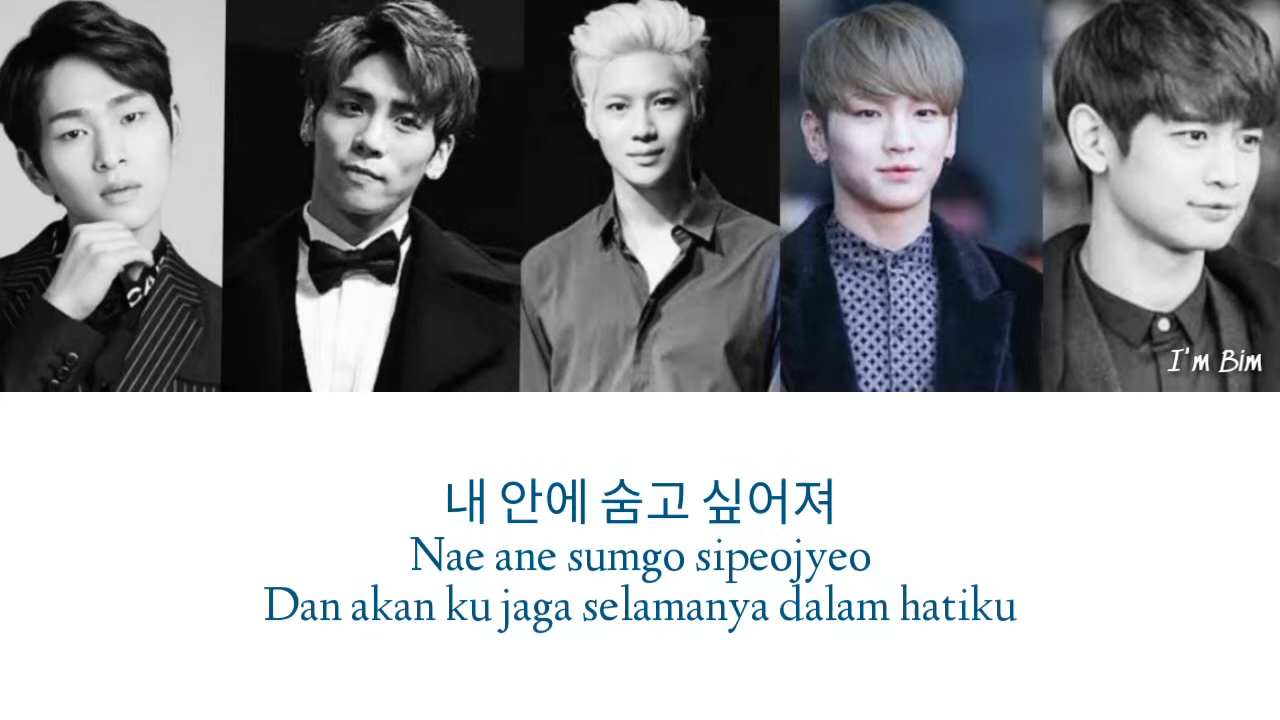 I'm Bim
내 안에 숨고 싶어져
Nae ane sumgo sipeojyeo
Dan akan ku jaga selamanya dalam hatiku